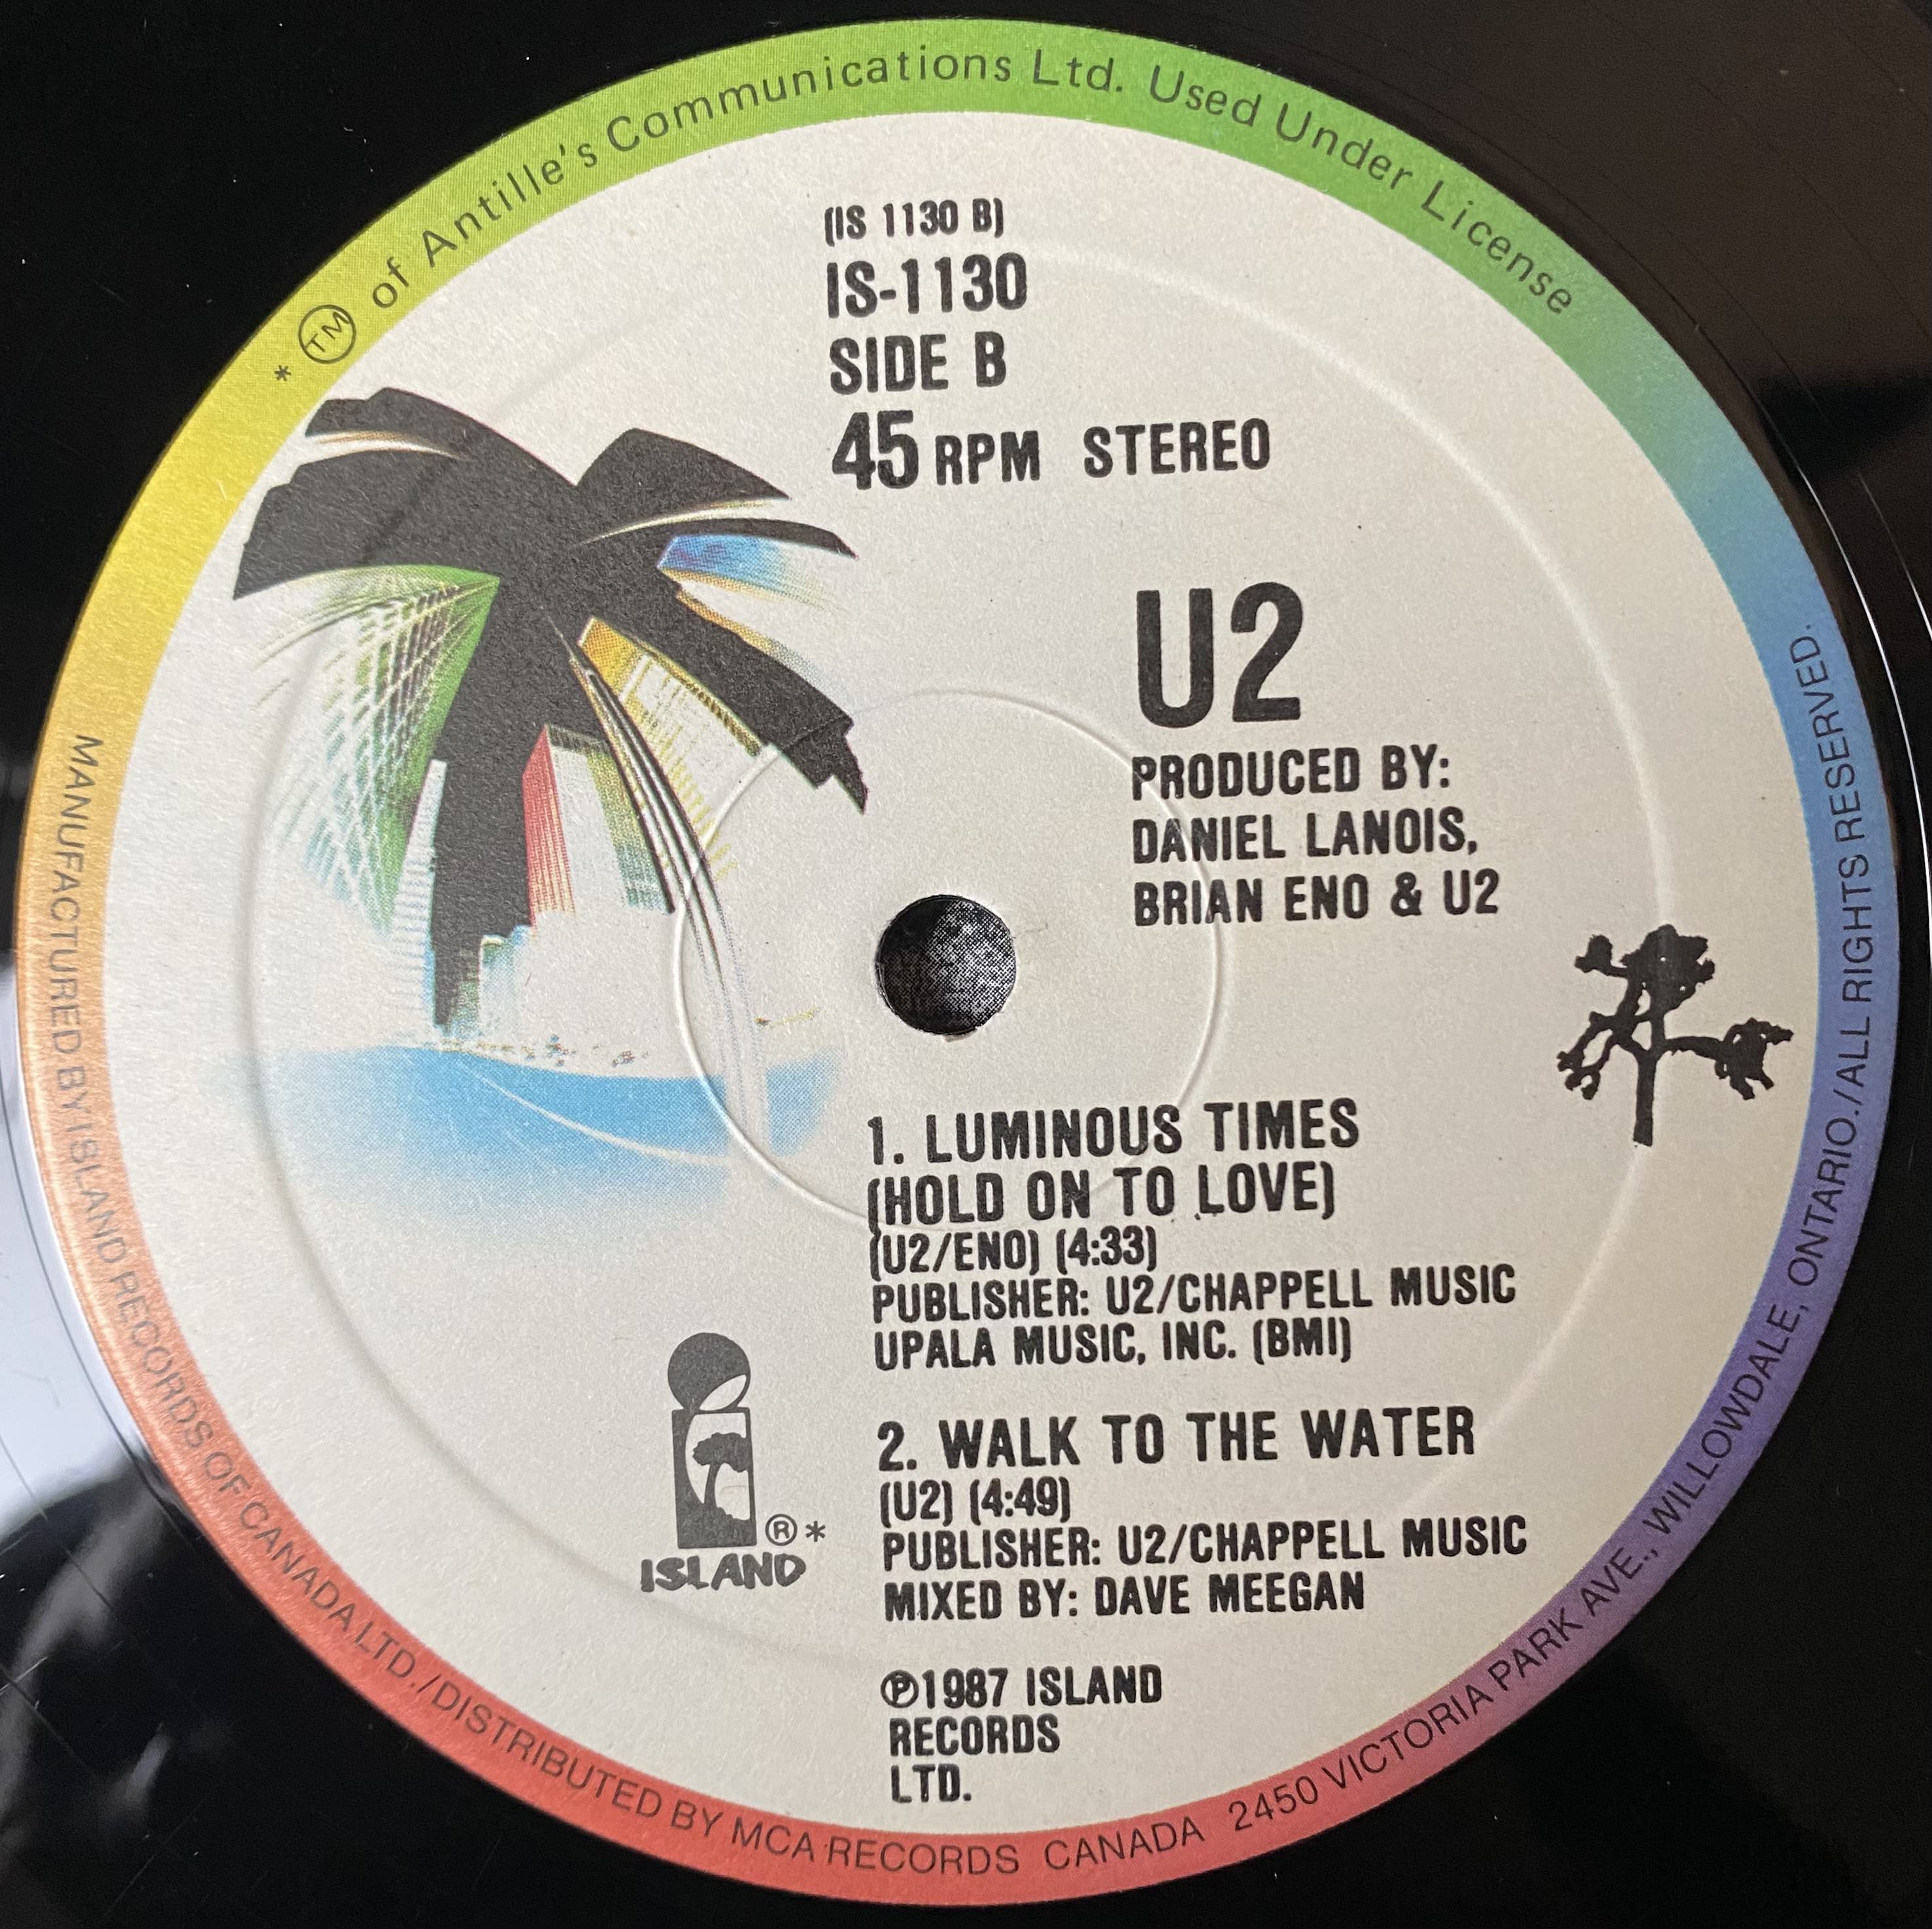 * TM of Antille's Communications Ltd. Used Under License
(IS 1130 B)
IS-1130
SIDE B
45 RPM STEREO
U2
PRODUCED BY:
DANIEL LANOIS,
BRIAN ENO & U2
1. LUMINOUS TIMES
(HOLD ON TO LOVE)
(U2/ENO) (4:33)
PUBLISHER: U2/CHAPPELL MUSIC
UPALA MUSIC, INC. (BMI)
2. WALK TO THE WATER
(U2) (4:49)
PUBLISHER: U2/CHAPPELL MUSIC
MIXED BY: DAVE MEEGAN
®*
ISLAND
℗1987 ISLAND
RECORDS
LTD.
MANUFACTURED BY ISLAND RECORDS OF CANADA LTD./DISTRIBUTED BY MCA RECORDS CANADA 2450 VICTORIA PARK AVE., WILLOWDALE, ONTARIO./ALL RIGHTS RESERVED.